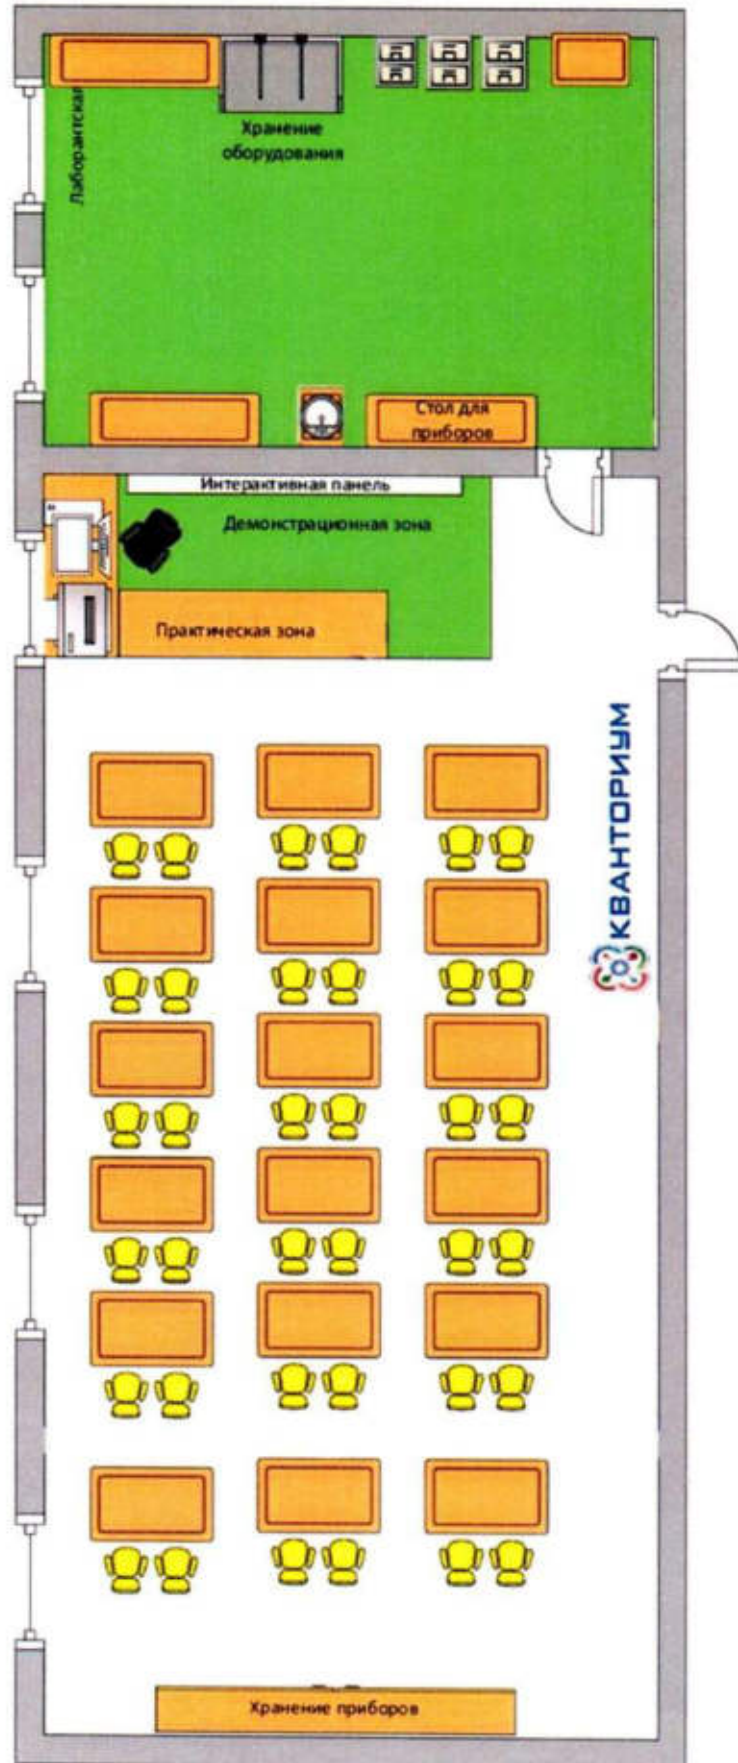 Лаборантская
Хранение
оборудования
Стол для
приборов
Интерактивная панель
Демонстрационная зона
Практическая зона
КВАНТОРИУМ
Хранение приборов